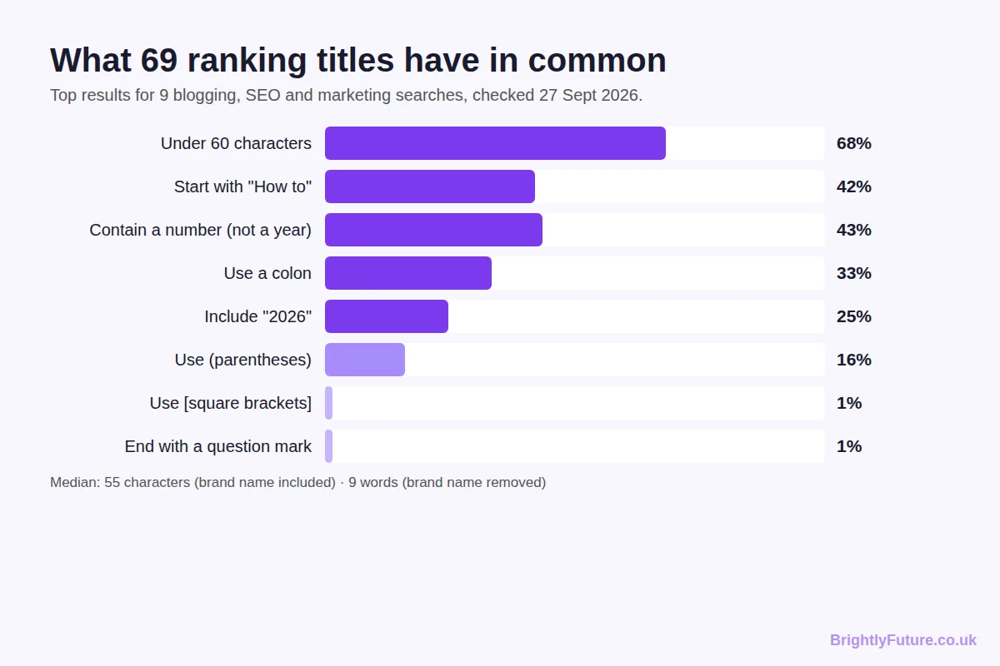 What 69 ranking titles have in common
Top results for 9 blogging, SEO and marketing searches, checked 27 Sept 2026.
Under 60 characters 68%
Start with "How to" 42%
Contain a number (not a year) 43%
Use a colon 33%
Include "2026" 25%
Use (parentheses) 16%
Use [square brackets] 1%
End with a question mark 1%
Median: 55 characters (brand name included) · 9 words (brand name removed)
BrightlyFuture.co.uk